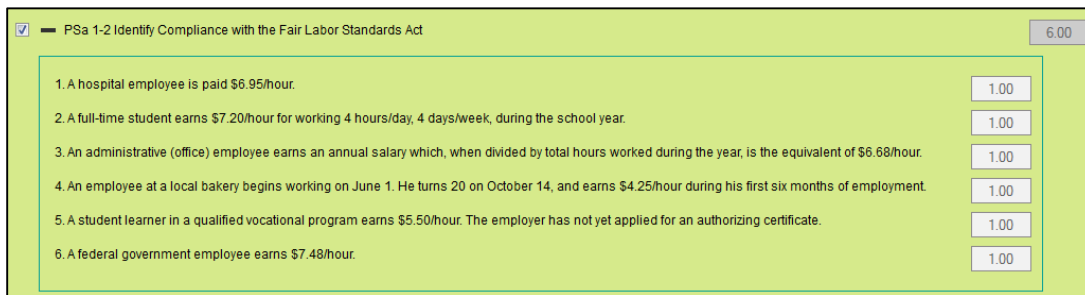 PSa 1-2 Identify Compliance with the Fair Labor Standards Act 6.00
1. A hospital employee is paid $6.95/hour. 1.00
2. A full-time student earns $7.20/hour for working 4 hours/day, 4 days/week, during the school year. 1.00
3. An administrative (office) employee earns an annual salary which, when divided by total hours worked during the year, is the equivalent of $6.68/hour. 1.00
4. An employee at a local bakery begins working on June 1. He turns 20 on October 14, and earns $4.25/hour during his first six months of employment. 1.00
5. A student learner in a qualified vocational program earns $5.50/hour. The employer has not yet applied for an authorizing certificate. 1.00
6. A federal government employee earns $7.48/hour. 1.00